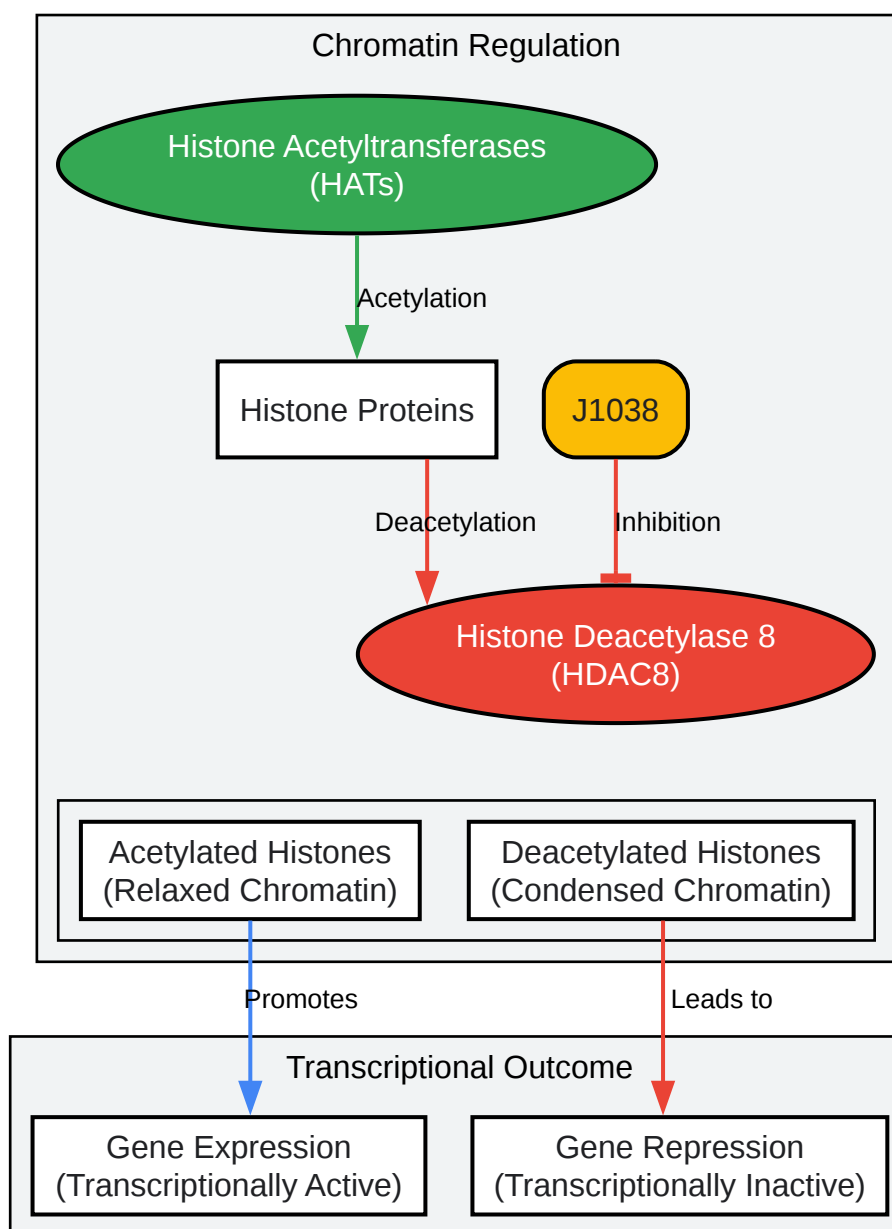 Chromatin Regulation
Histone Acetyltransferases
(HATs)
Acetylation
Histone Proteins
J1038
Deacetylation
Inhibition
Histone Deacetylase 8
(HDAC8)
Acetylated Histones
(Relaxed Chromatin)
Deacetylated Histones
(Condensed Chromatin)
Promotes
Leads to
Transcriptional Outcome
Gene Expression
(Transcriptionally Active)
Gene Repression
(Transcriptionally Inactive)